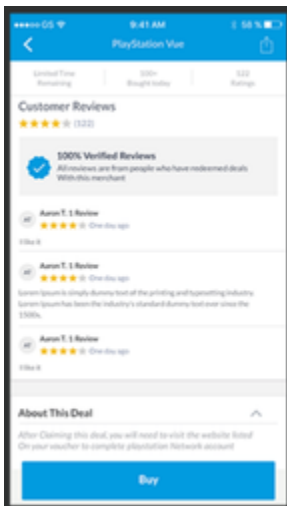 GS 9:41 AM 58 %
PlayStation Vue
Limited Time 100+ 122
Remaining Bought today Ratings
Customer Reviews
(122)
100% Verified Reviews
All reviews are from people who have redeemed deals
With this merchant
AT Aaron T. 1 Review
One day ago
I like it
AT Aaron T. 1 Review
One day ago
Lorem Ipsum is simply dummy text of the printing and typesetting industry.
Lorem Ipsum has been the industry's standard dummy text ever since the
1500s,
AT Aaron T. 1 Review
One day ago
I like it
About This Deal
After Claiming this deal, you will need to visit the website listed
On your voucher to complete playstation Network account
Buy